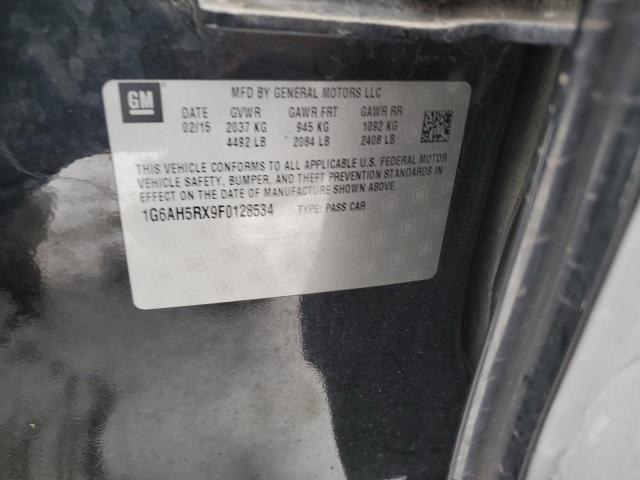 GM
MFD BY GENERAL MOTORS LLC
DATE GVWR GAWR FRT GAWR RR
02/15 2037 KG 945 KG 1092 KG
4492 LB 2084 LB 2408 LB
THIS VEHICLE CONFORMS TO ALL APPLICABLE U.S. FEDERAL MOTOR
VEHICLE SAFETY, BUMPER, AND THEFT PREVENTION STANDARDS IN
EFFECT ON THE DATE OF MANUFACTURE SHOWN ABOVE.
1G6AH5RX9F0128534 TYPE: PASS CAR